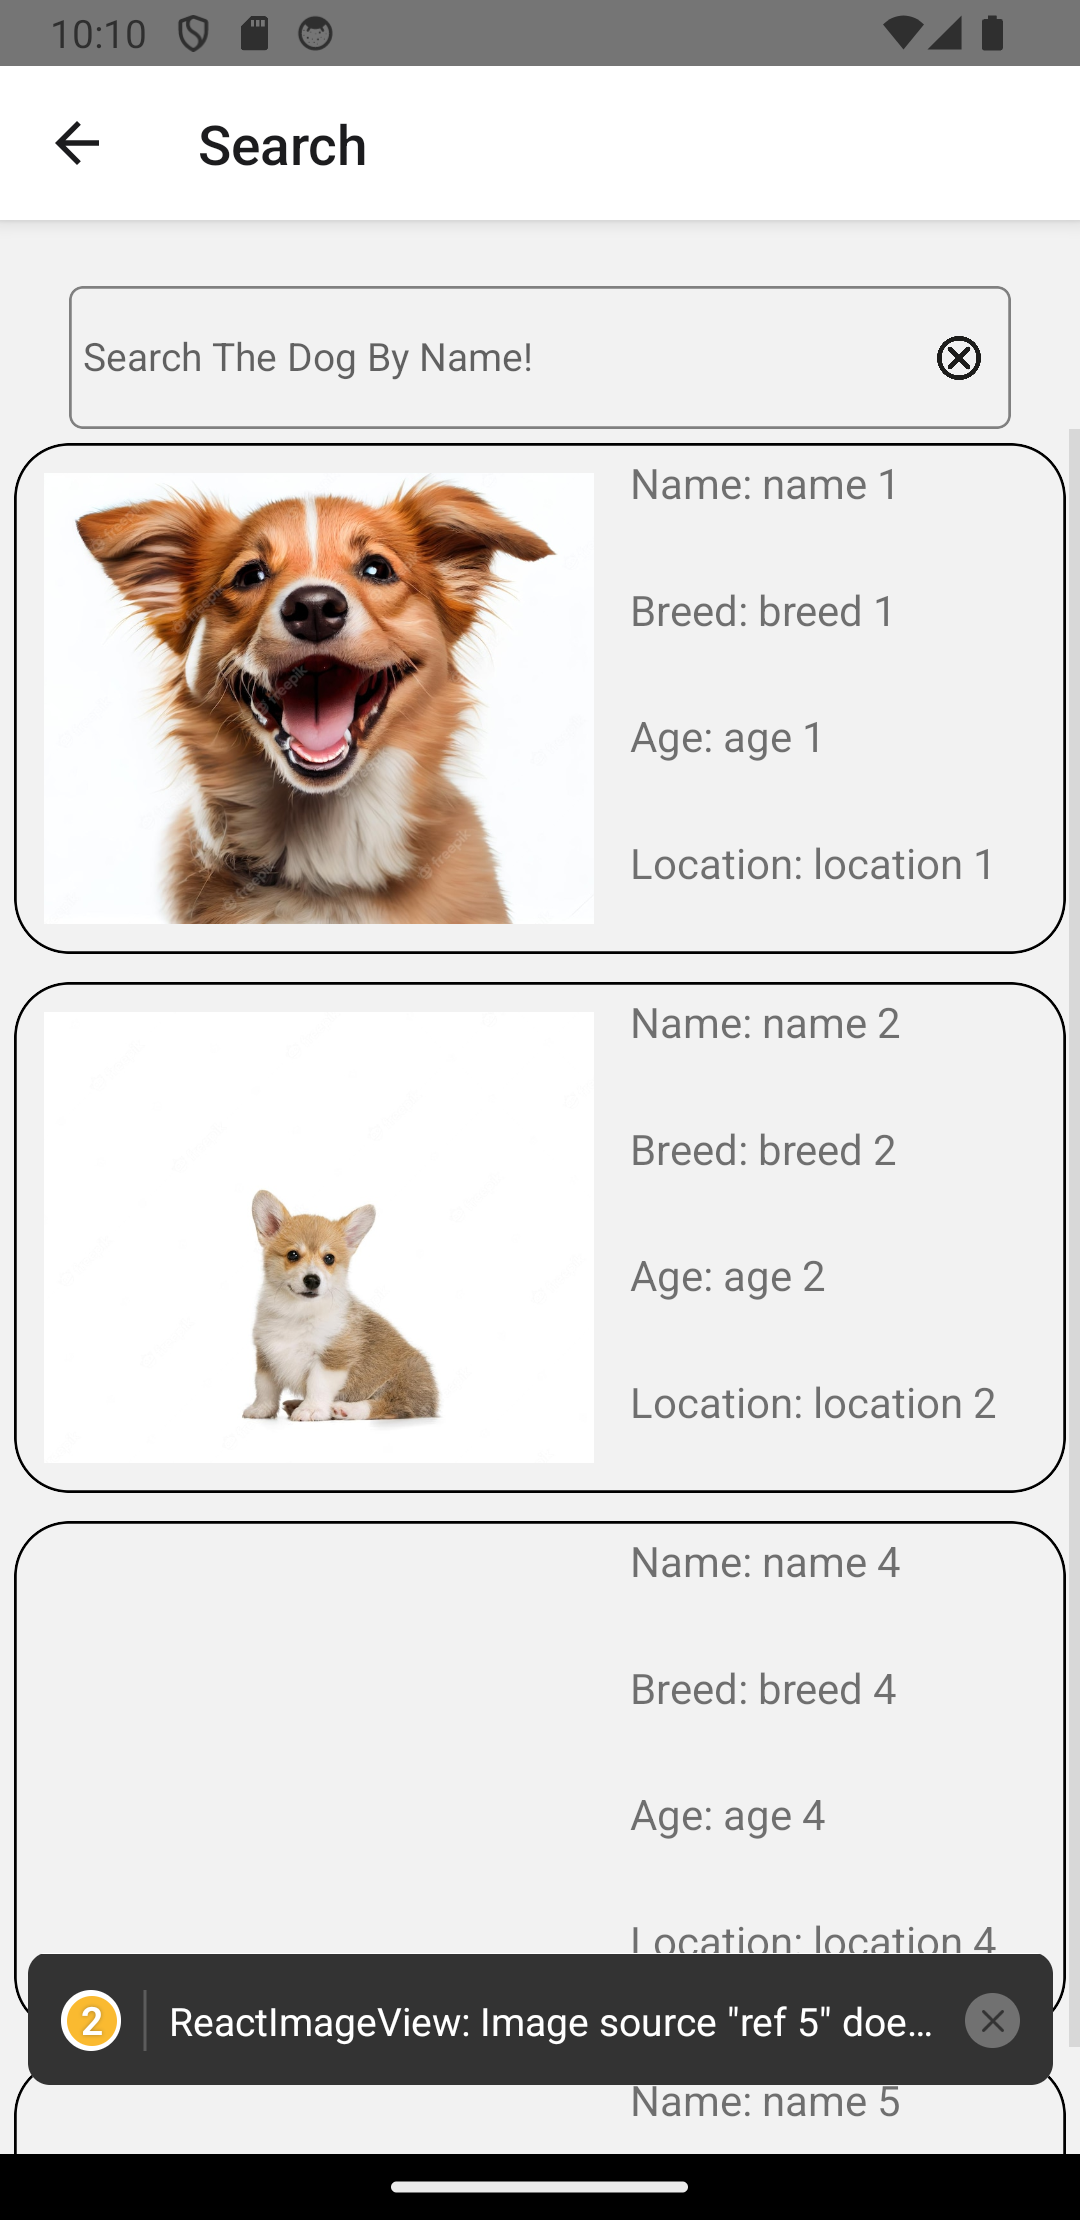 10:10
Search
Search The Dog By Name!
Name: name 1
Breed: breed 1
Age: age 1
Location: location 1
Name: name 2
Breed: breed 2
Age: age 2
Location: location 2
Name: name 4
Breed: breed 4
Age: age 4
Location: location 4
2 ReactImageView: Image source "ref 5" doe...
Name: name 5